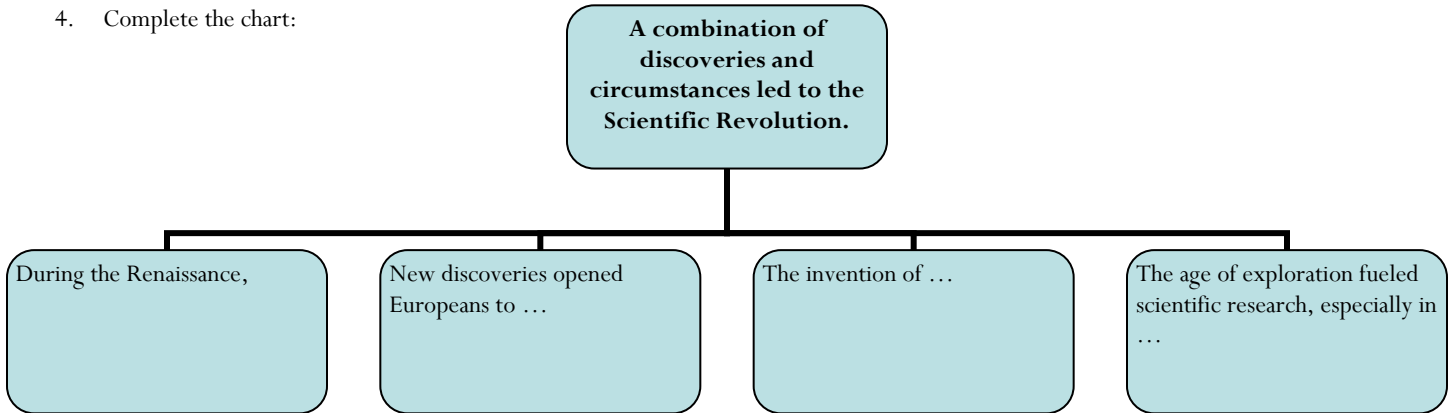 4. Complete the chart:
A combination of
discoveries and
circumstances led to the
Scientific Revolution.
During the Renaissance,
New discoveries opened
Europeans to …
The invention of …
The age of exploration fueled
scientific research, especially in
…